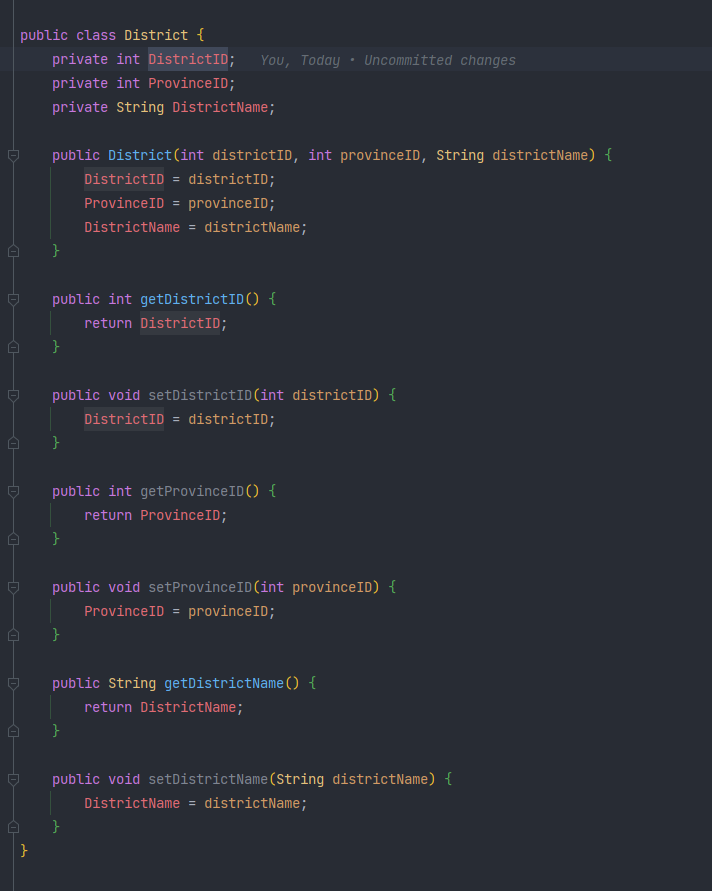 public class District {
    private int DistrictID;   You, Today • Uncommitted changes
    private int ProvinceID;
    private String DistrictName;

    public District(int districtID, int provinceID, String districtName) {
        DistrictID = districtID;
        ProvinceID = provinceID;
        DistrictName = districtName;
    }

    public int getDistrictID() {
        return DistrictID;
    }

    public void setDistrictID(int districtID) {
        DistrictID = districtID;
    }

    public int getProvinceID() {
        return ProvinceID;
    }

    public void setProvinceID(int provinceID) {
        ProvinceID = provinceID;
    }

    public String getDistrictName() {
        return DistrictName;
    }

    public void setDistrictName(String districtName) {
        DistrictName = districtName;
    }
}